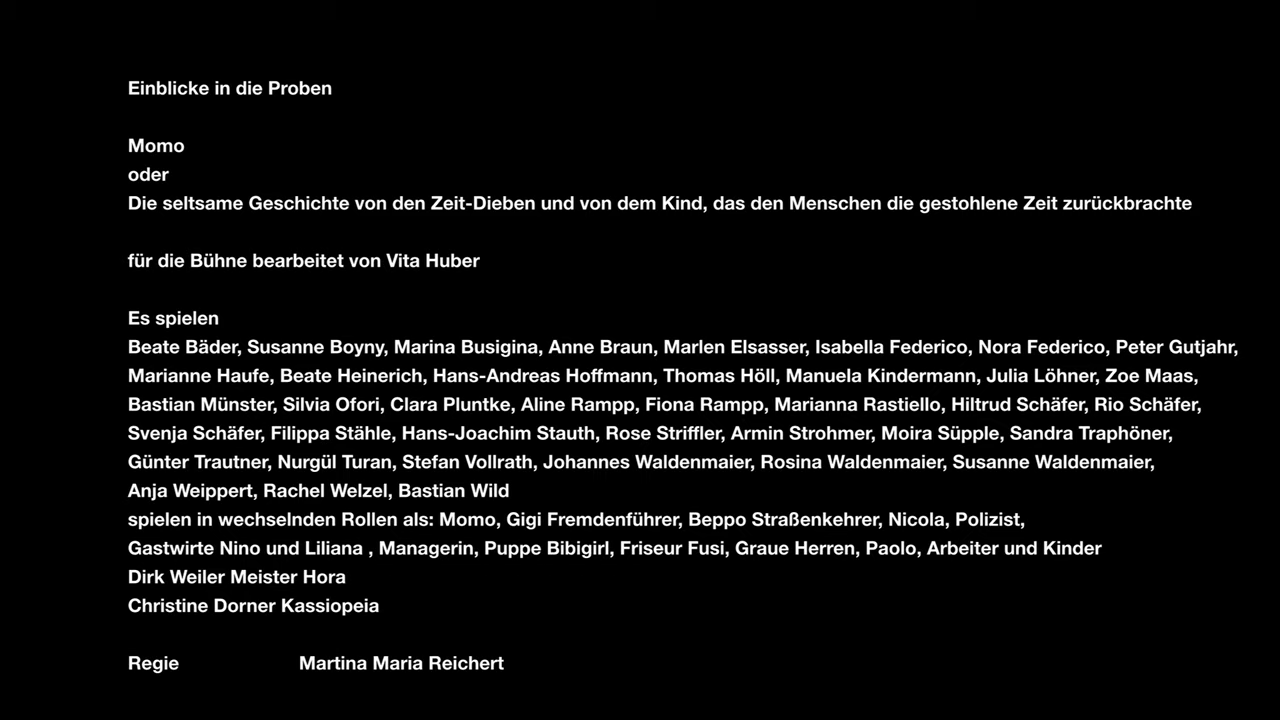 Einblicke in die Proben
Momo
oder
Die seltsame Geschichte von den Zeit-Dieben und von dem Kind, das den Menschen die gestohlene Zeit zurückbrachte
für die Bühne bearbeitet von Vita Huber
Es spielen
Beate Bäder, Susanne Boyny, Marina Busigina, Anne Braun, Marlen Elsasser, Isabella Federico, Nora Federico, Peter Gutjahr,
Marianne Haufe, Beate Heinerich, Hans-Andreas Hoffmann, Thomas Höll, Manuela Kindermann, Julia Löhner, Zoe Maas,
Bastian Münster, Silvia Ofori, Clara Pluntke, Aline Rampp, Fiona Rampp, Marianna Rastiello, Hiltrud Schäfer, Rio Schäfer,
Svenja Schäfer, Filippa Stähle, Hans-Joachim Stauth, Rose Striffler, Armin Strohmer, Moira Süpple, Sandra Traphöner,
Günter Trautner, Nurgül Turan, Stefan Vollrath, Johannes Waldenmaier, Rosina Waldenmaier, Susanne Waldenmaier,
Anja Weippert, Rachel Welzel, Bastian Wild
spielen in wechselnden Rollen als: Momo, Gigi Fremdenführer, Beppo Straßenkehrer, Nicola, Polizist,
Gastwirte Nino und Liliana , Managerin, Puppe Bibigirl, Friseur Fusi, Graue Herren, Paolo, Arbeiter und Kinder
Dirk Weiler Meister Hora
Christine Dorner Kassiopeia
Regie Martina Maria Reichert